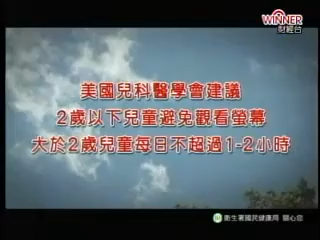 WINNER
財經台
美國兒科醫學會建議
2歲以下兒童避免觀看螢幕
大於2歲兒童每日不超過1-2小時
衛生署國民健康局 關心您